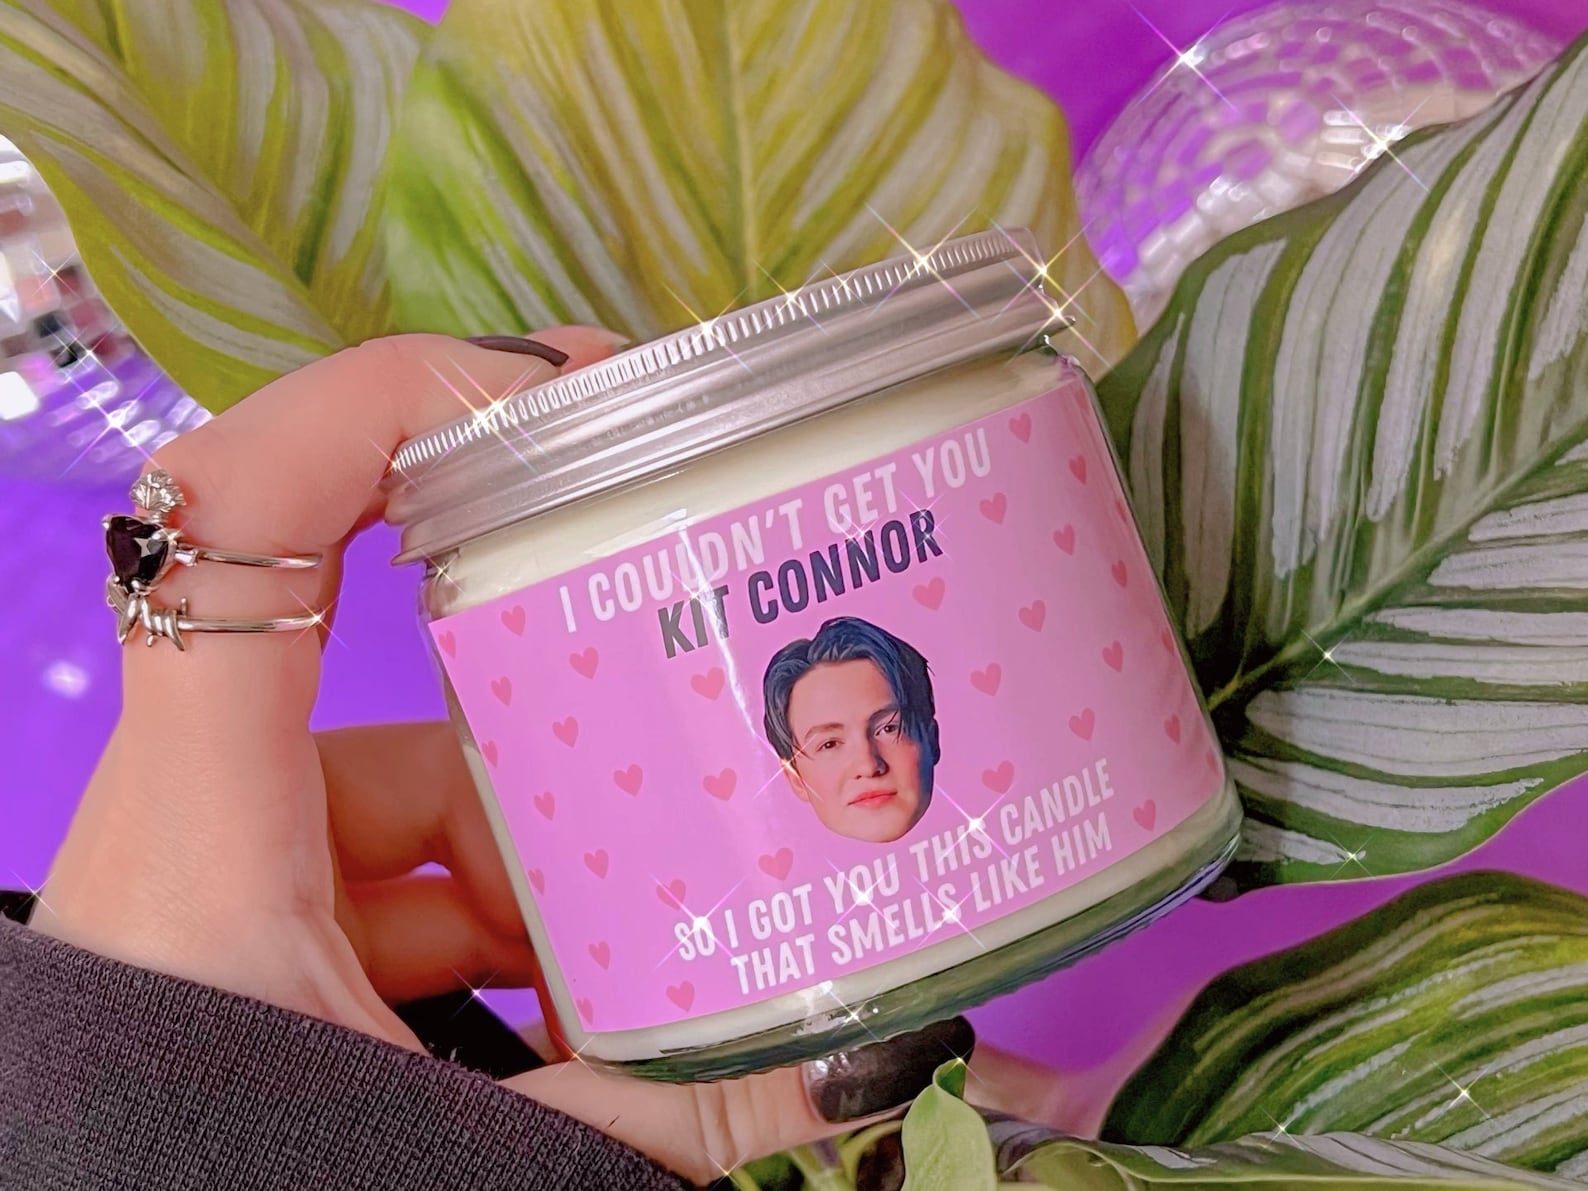 I COULDN'T GET YOU
KIT CONNOR
SO I GOT YOU THIS CANDLE
THAT SMELLS LIKE HIM